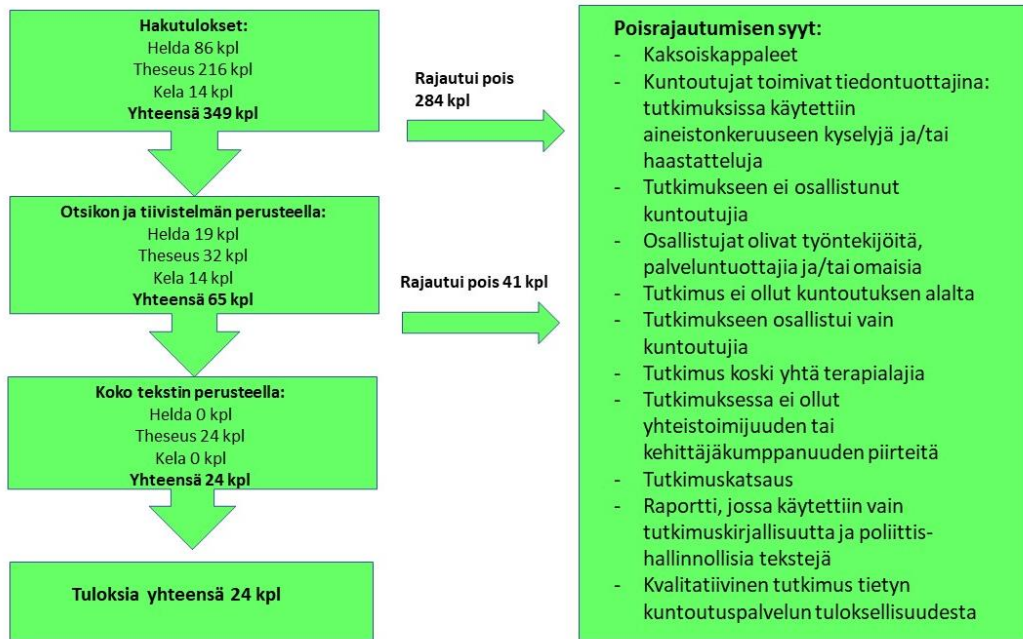 Hakutulokset:
Helda 86 kpl
Theseus 216 kpl
Kela 14 kpl
Yhteensä 349 kpl
Rajautui pois
284 kpl
Otsikon ja tiivistelmän perusteella:
Helda 19 kpl
Theseus 32 kpl
Kela 14 kpl
Yhteensä 65 kpl
Rajautui pois 41 kpl
Koko tekstin perusteella:
Helda 0 kpl
Theseus 24 kpl
Kela 0 kpl
Yhteensä 24 kpl
Tuloksia yhteensä 24 kpl
Poisrajautumisen syyt:
- Kaksoiskappaleet
- Kuntoutujat toimivat tiedontuottajina:
tutkimuksissa käytettiin
aineistonkeruuseen kyselyjä ja/tai
haastatteluja
- Tutkimukseen ei osallistunut
kuntoutujia
- Osallistujat olivat työntekijöitä,
palveluntuottajia ja/tai omaisia
- Tutkimus ei ollut kuntoutuksen alalta
- Tutkimukseen osallistui vain
kuntoutujia
- Tutkimus koski yhtä terapialajia
- Tutkimuksessa ei ollut
yhteistoimijuuden tai
kehittäjäkumppanuuden piirteitä
- Tutkimuskatsaus
- Raportti, jossa käytettiin vain
tutkimuskirjallisuutta ja poliittis-
hallinnollisia tekstejä
- Kvalitatiivinen tutkimus tietyn
kuntoutuspalvelun tuloksellisuudesta